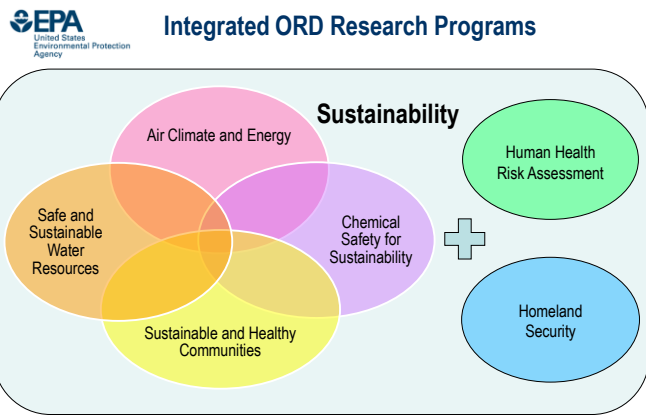 EPA
United States
Environmental Protection
Agency
Integrated ORD Research Programs
Sustainability
Air Climate and Energy
Human Health
Risk Assessment
Safe and
Sustainable
Water
Resources
Chemical
Safety for
Sustainability
Sustainable and Healthy
Communities
Homeland
Security